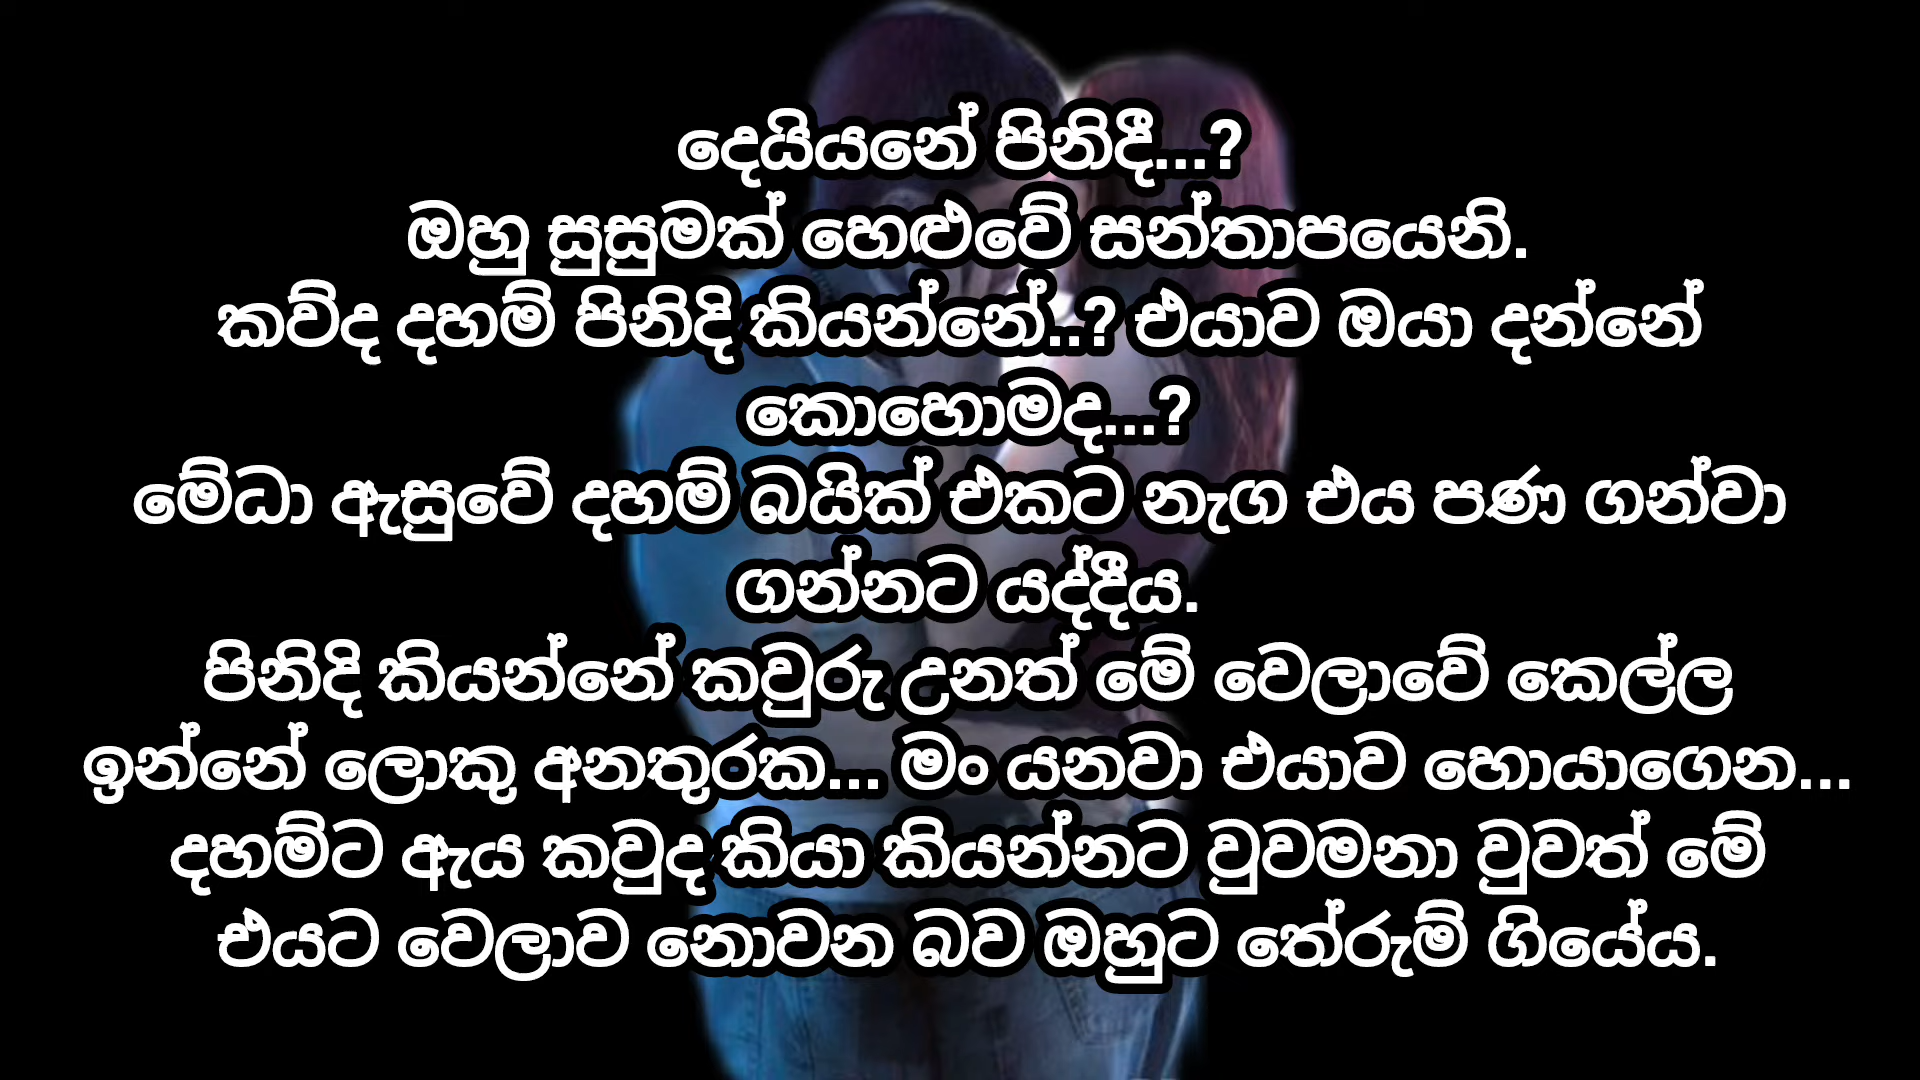 දෙයියනේ පිනිදී...?
ඔහු සුසුමක් හෙළුවේ සන්තාපයෙනි.
කව්ද දහම් පිනිදි කියන්නේ..? එයාව ඔයා දන්නේ
කොහොමද...?
මේධා ඇසුවේ දහම් බයික් එකට නැග එය පණ ගන්වා
ගන්නට යද්දීය.
පිනිදි කියන්නේ කවුරු උනත් මේ වෙලාවේ කෙල්ල
ඉන්නේ ලොකු අනතුරක... මං යනවා එයාව හොයාගෙන...
දහම්ට ඇය කවුද කියා කියන්නට වුවමනා වුවත් මේ
එයට වෙලාව නොවන බව ඔහුට තේරුම් ගියේය.